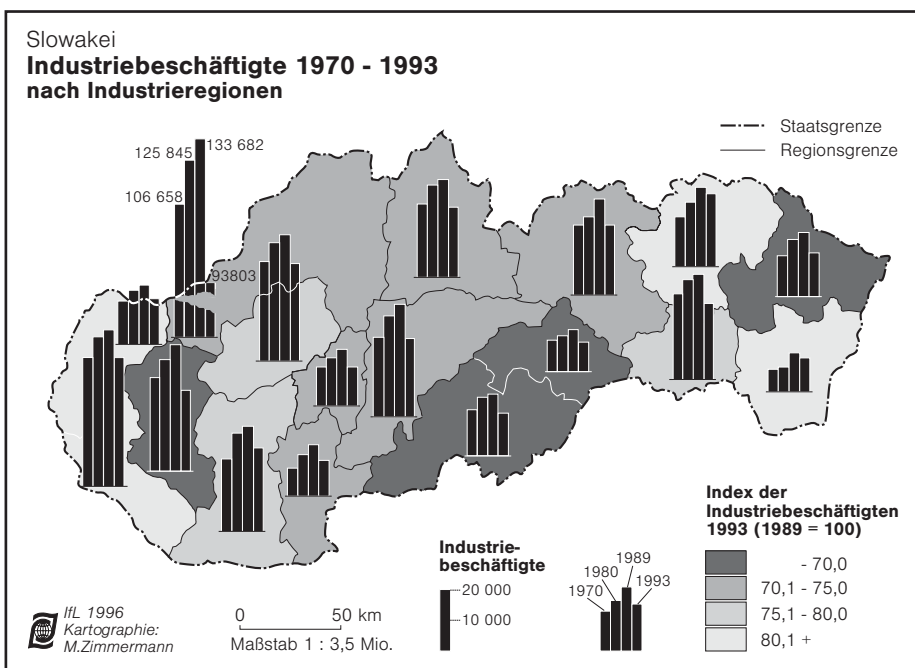 Slowakei
Industriebeschäftigte 1970 - 1993
nach Industrieregionen
Staatsgrenze
Regionsgrenze
133 682
125 845
106 658
93803
Industrie-
beschäftigte
20 000
10 000
1989
1980
1970
1993
Index der
Industriebeschäftigten
1993 (1989 = 100)
- 70,0
70,1 - 75,0
75,1 - 80,0
80,1 +
IfL 1996
Kartographie:
M.Zimmermann
0 50 km
Maßstab 1 : 3,5 Mio.